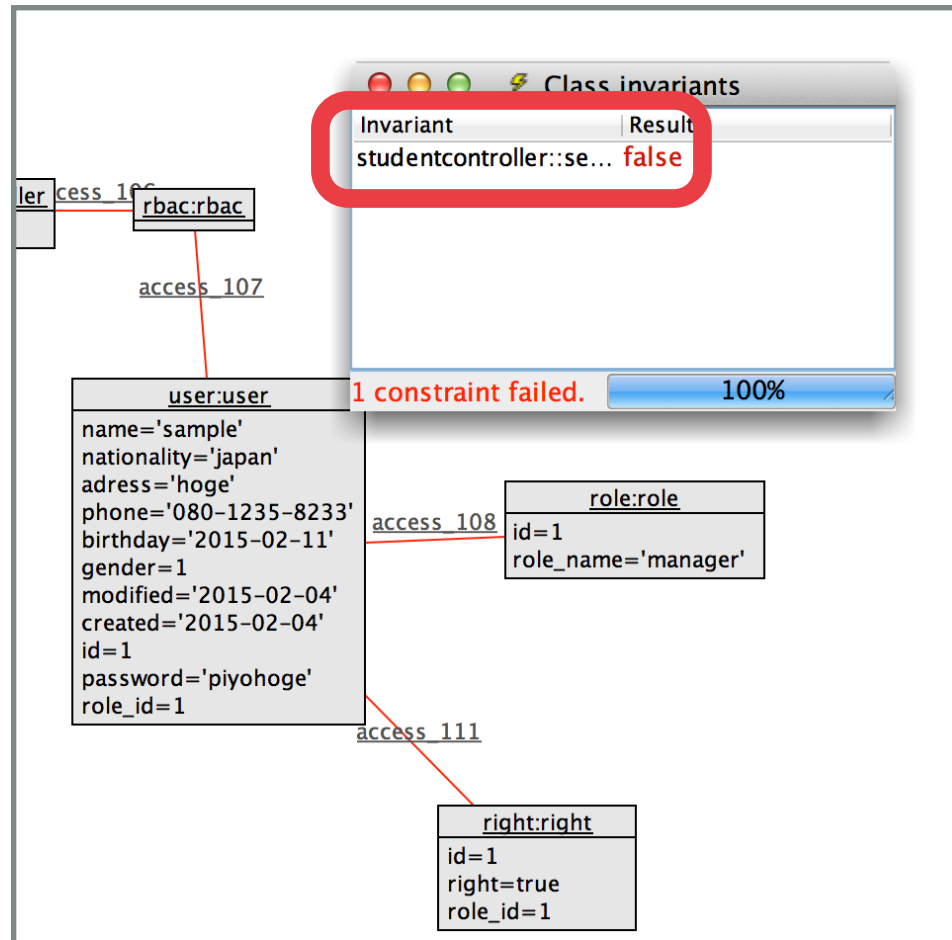 Class invariants
Invariant Result
studentcontroller::se... false
1 constraint failed. 100%
ler
cess_106
rbac:rbac
access_107
user:user
name='sample'
nationality='japan'
adress='hoge'
phone='080-1235-8233'
birthday='2015-02-11'
gender=1
modified='2015-02-04'
created='2015-02-04'
id=1
password='piyohoge'
role_id=1
access_108
role:role
id=1
role_name='manager'
access_111
right:right
id=1
right=true
role_id=1